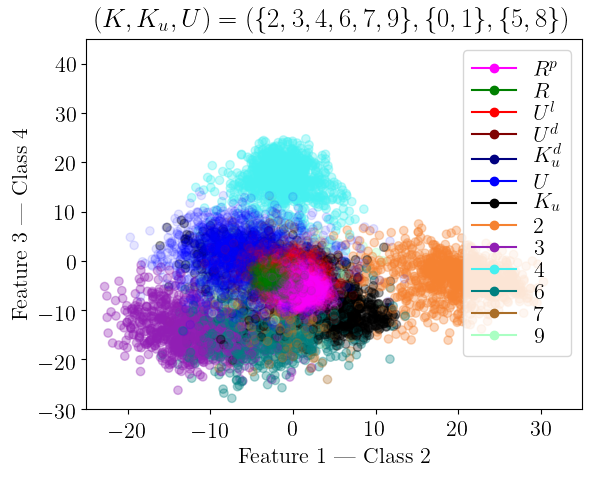 (K, K_u, U) = ({2, 3, 4, 6, 7, 9}, {0, 1}, {5, 8})
40
30
20
10
0
−10
−20
−30
Feature 3 — Class 4
R^p
R
U^l
U^d
K_u^d
U
K_u
2
3
4
6
7
9
−20 −10 0 10 20 30
Feature 1 — Class 2